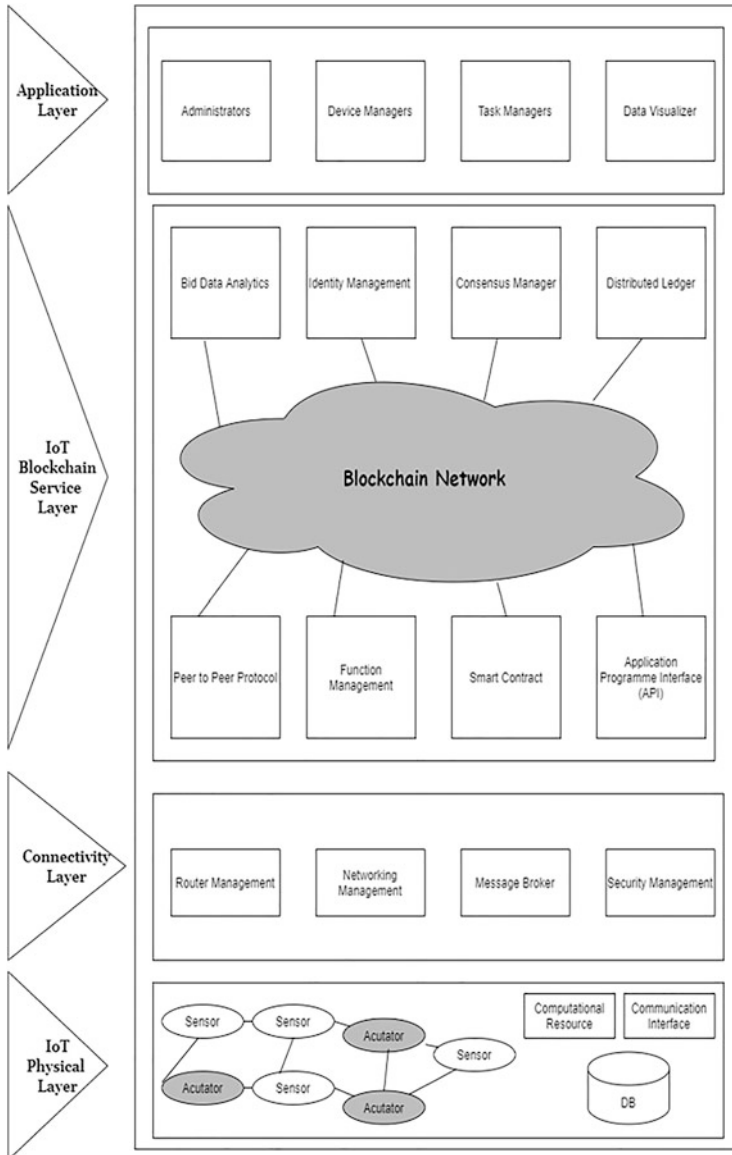 Application
Layer
Administrators
Device Managers
Task Managers
Data Visualizer
IoT
Blockchain
Service
Layer
Bid Data Analytics
Identity Management
Consensus Manager
Distributed Ledger
Blockchain Network
Peer to Peer Protocol
Function
Management
Smart Contract
Application
Programme Interface
(API)
Connectivity
Layer
Router Management
Networking
Management
Message Broker
Security Management
IoT
Physical
Layer
Sensor
Sensor
Acutator
Sensor
Acutator
Sensor
Acutator
Computational
Resource
Communication
Interface
DB